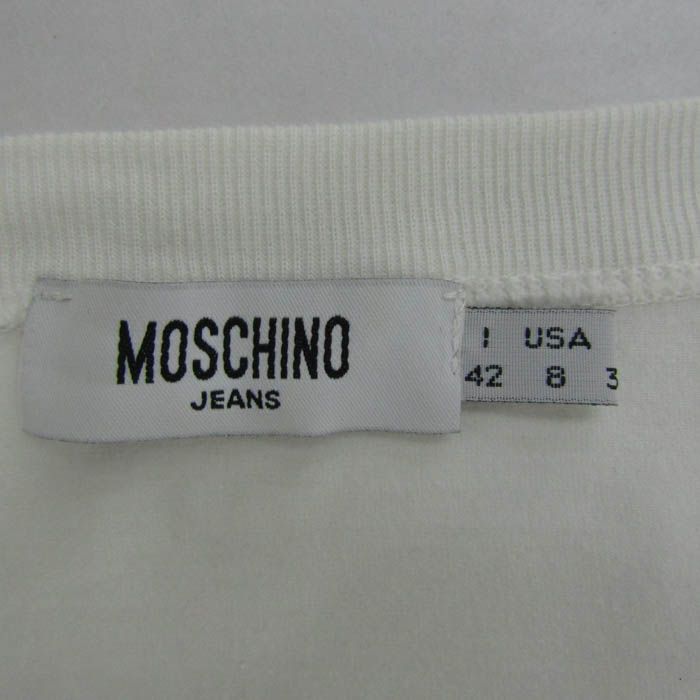 MOSCHINO
JEANS
I USA
42 8 3